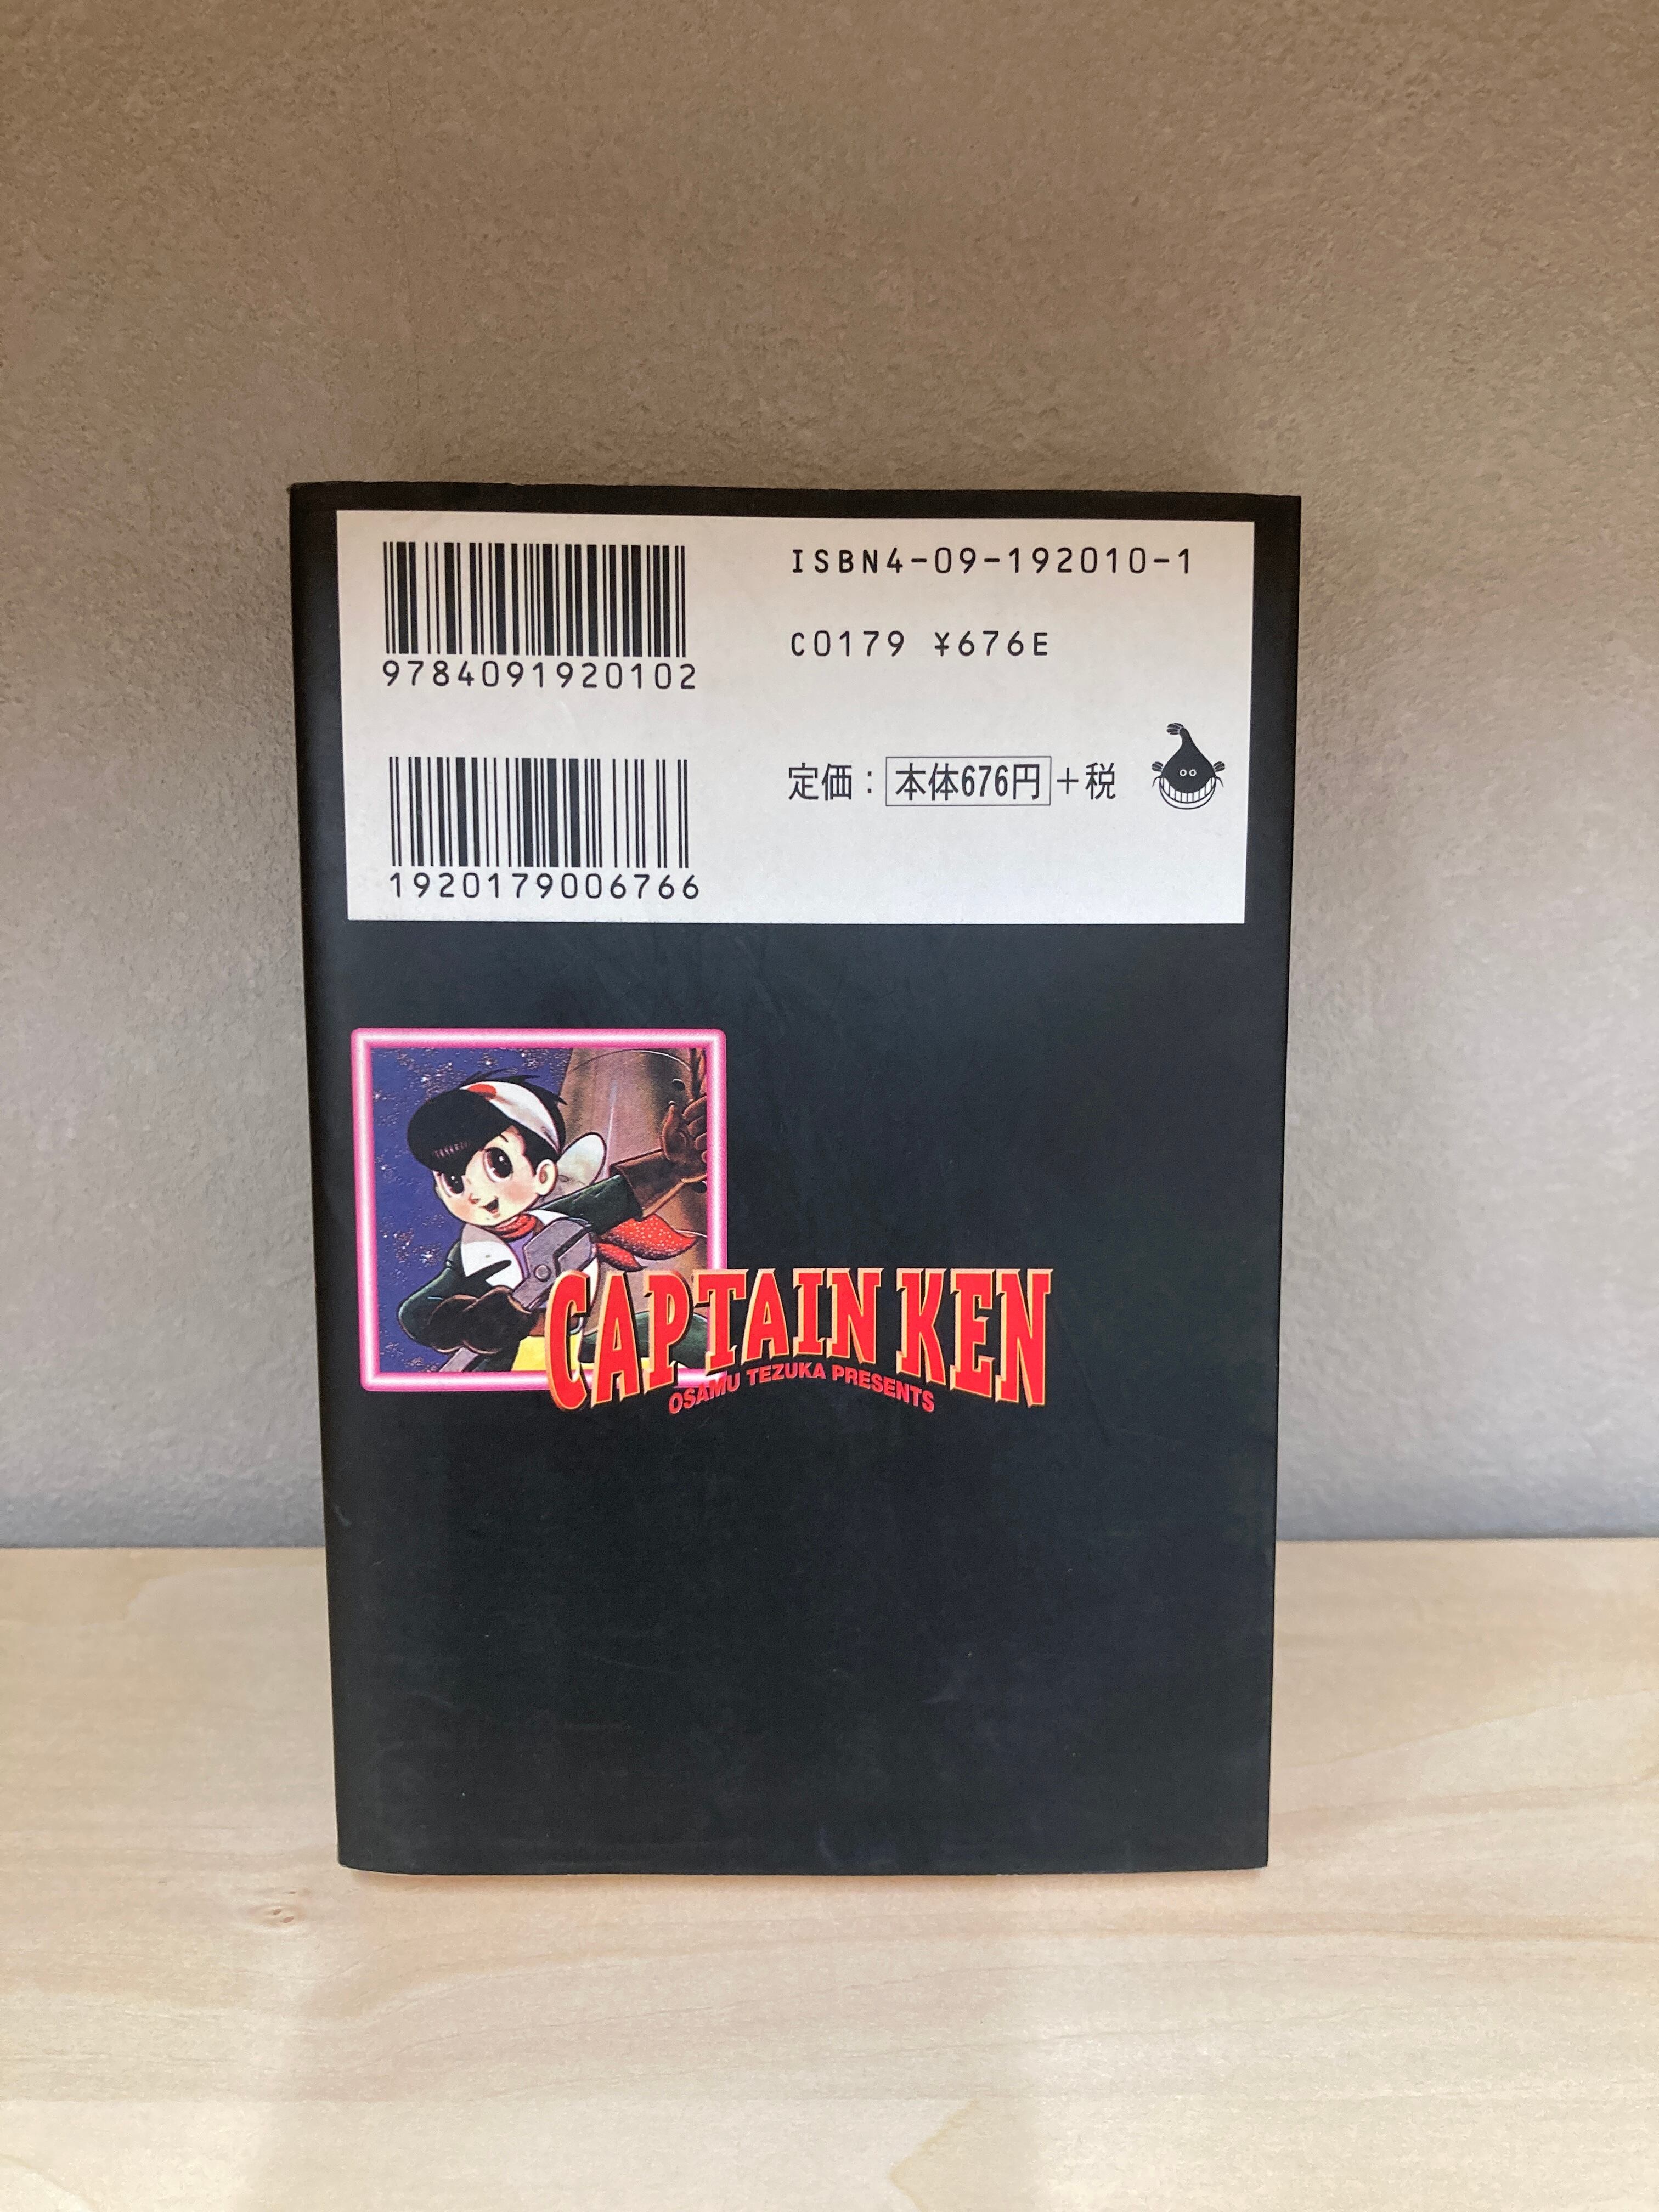 9784091920102
ISBN4-09-192010-1
C0179 ¥676E
1920179006766
定価：本体676円+税
CAPTAIN KEN
OSAMU TEZUKA PRESENTS